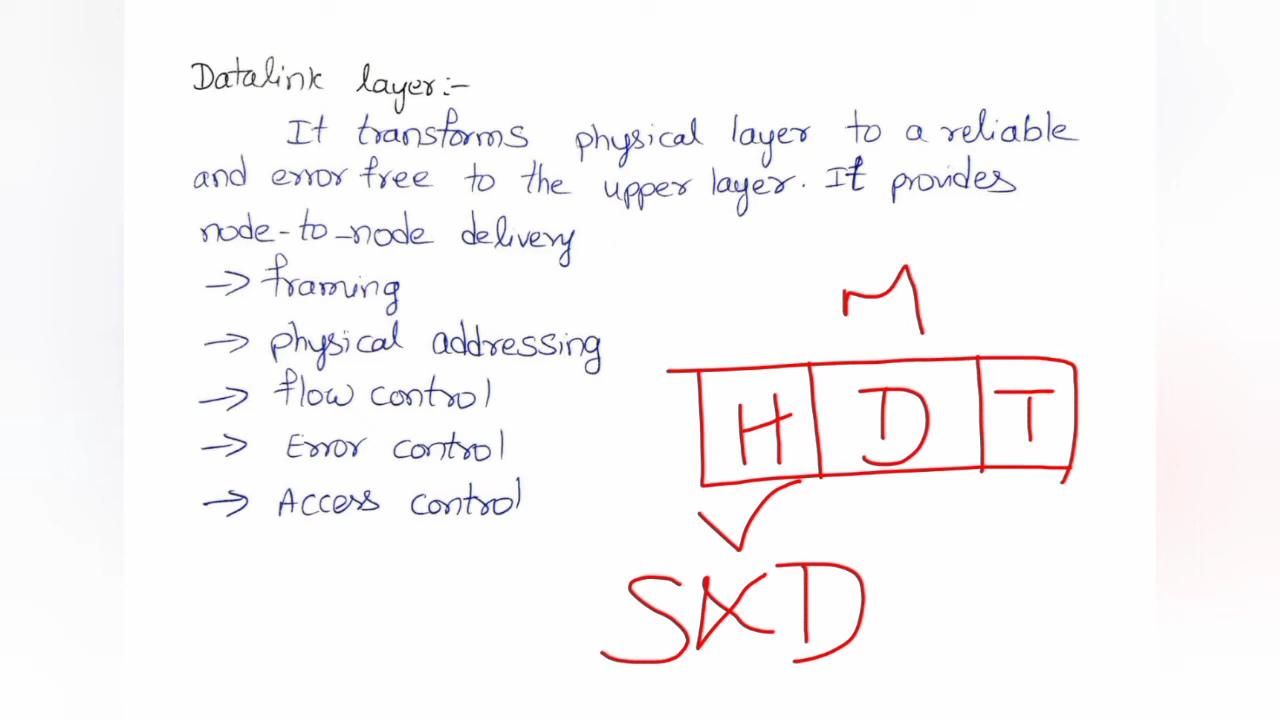 Datalink layer:-
It transforms physical layer to a reliable
and error free to the upper layer. It provides
node-to-node delivery
→ framing
→ physical addressing
→ flow control
→ Error control
→ Access control
M
H D T
S & D